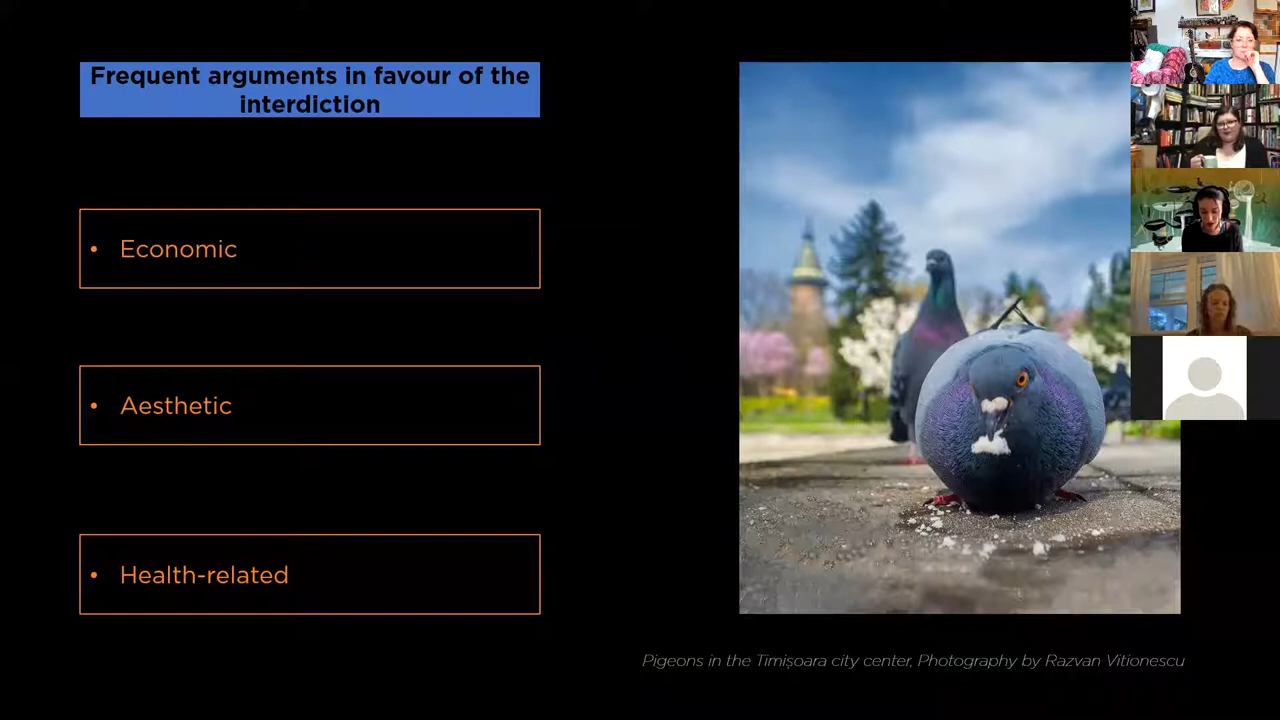 Frequent arguments in favour of the
interdiction
• Economic
• Aesthetic
• Health-related
Pigeons in the Timișoara city center, Photography by Razvan Vitionescu